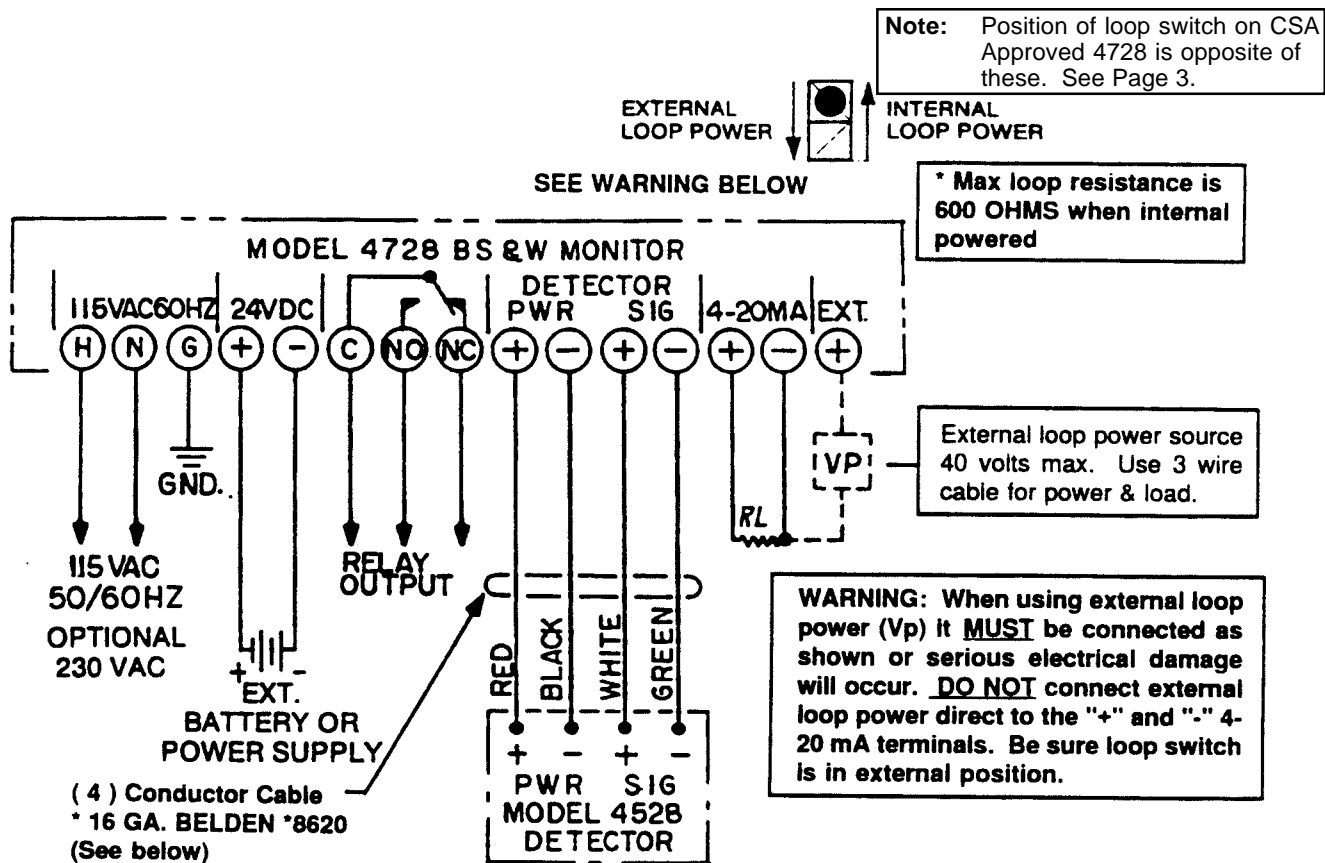 Note: Position of loop switch on CSA
Approved 4728 is opposite of
these. See Page 3.
EXTERNAL
LOOP POWER
INTERNAL
LOOP POWER
SEE WARNING BELOW
* Max loop resistance is
600 OHMS when internal
powered
MODEL 4728 BS &W MONITOR
DETECTOR
115VAC60HZ 24VDC PWR SIG 4-20MA EXT.
H N G + - C NO NC + - + - + - +
GND.
VP
External loop power source
40 volts max. Use 3 wire
cable for power & load.
RL
115 VAC
50/60HZ
OPTIONAL
230 VAC
RELAY
OUTPUT
+ -
EXT.
BATTERY OR
POWER SUPPLY
RED
BLACK
WHITE
GREEN
WARNING: When using external loop
power (Vp) it MUST be connected as
shown or serious electrical damage
will occur. DO NOT connect external
loop power direct to the "+" and "-" 4-
20 mA terminals. Be sure loop switch
is in external position.
+ - + -
PWR SIG
MODEL 4528
DETECTOR
( 4 ) Conductor Cable
* 16 GA. BELDEN *8620
(See below)